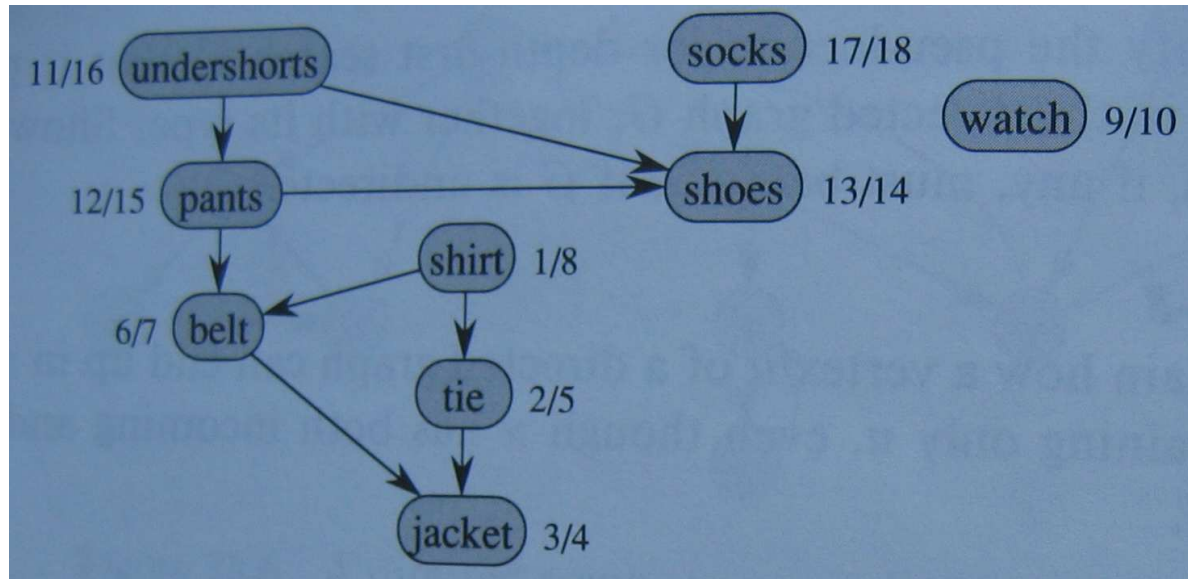 11/16 undershorts
socks 17/18
watch 9/10
12/15 pants
shoes 13/14
shirt 1/8
6/7 belt
tie 2/5
jacket 3/4